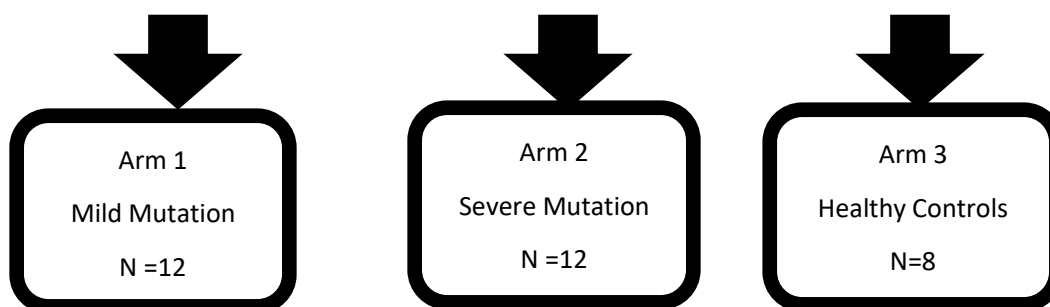 Arm 1
Mild Mutation
N =12
Arm 2
Severe Mutation
N =12
Arm 3
Healthy Controls
N=8